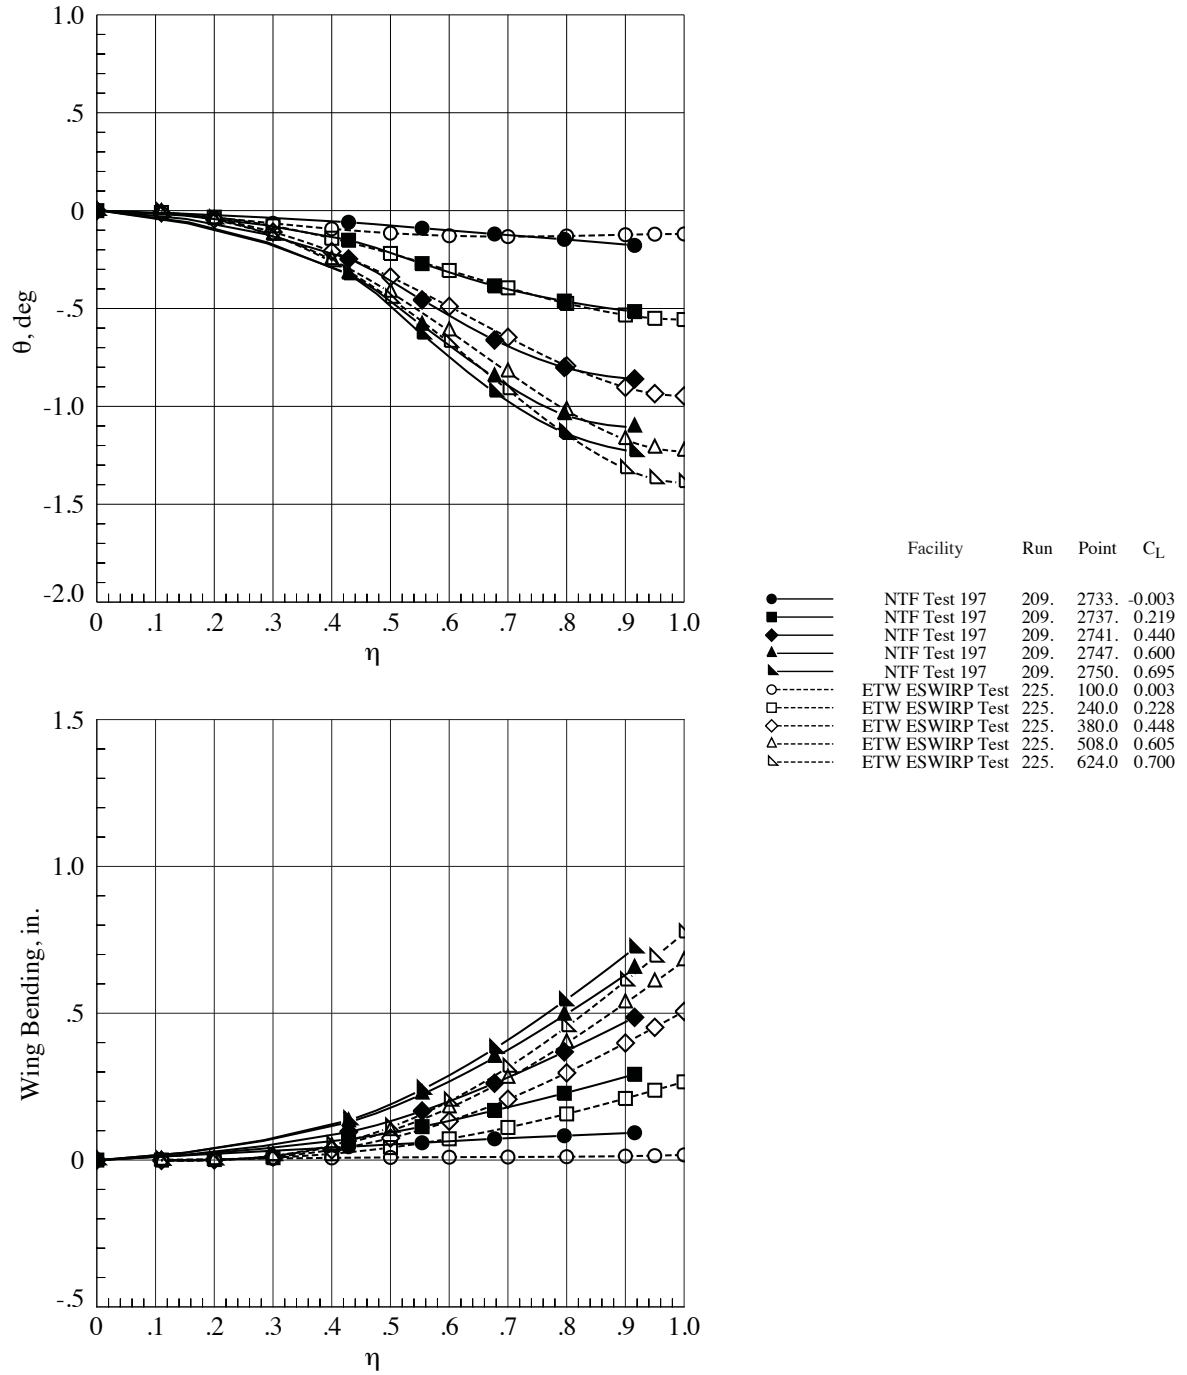 1.0
.5
0
-.5
-1.0
-1.5
-2.0
θ, deg
0 .1 .2 .3 .4 .5 .6 .7 .8 .9 1.0
η
Facility Run Point CL
NTF Test 197 209. 2733. -0.003
NTF Test 197 209. 2737. 0.219
NTF Test 197 209. 2741. 0.440
NTF Test 197 209. 2747. 0.600
NTF Test 197 209. 2750. 0.695
ETW ESWIRP Test 225. 100.0 0.003
ETW ESWIRP Test 225. 240.0 0.228
ETW ESWIRP Test 225. 380.0 0.448
ETW ESWIRP Test 225. 508.0 0.605
ETW ESWIRP Test 225. 624.0 0.700
1.5
1.0
.5
0
-.5
Wing Bending, in.
0 .1 .2 .3 .4 .5 .6 .7 .8 .9 1.0
η